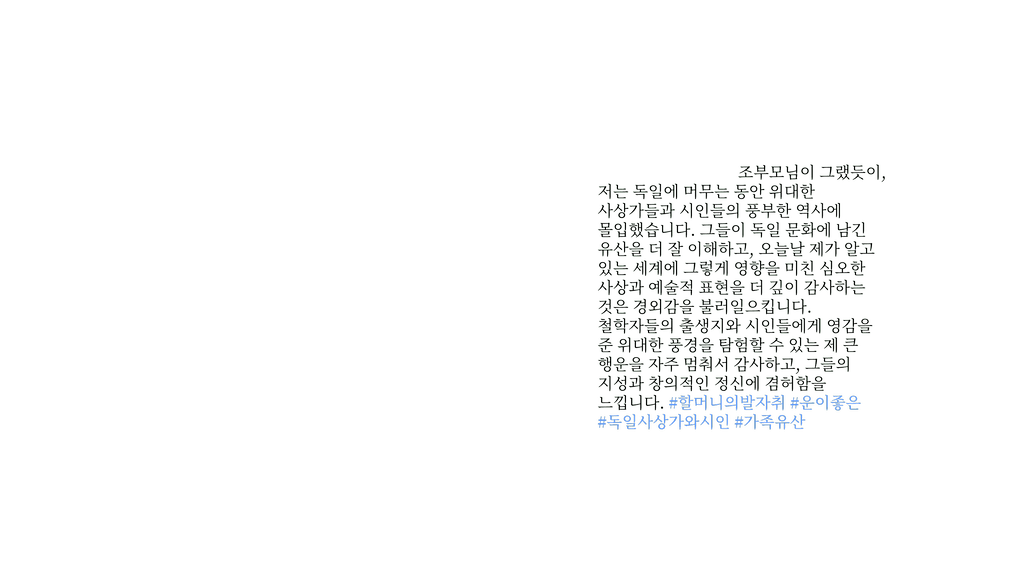 조부모님이 그랬듯이,
저는 독일에 머무는 동안 위대한
사상가들과 시인들의 풍부한 역사에
몰입했습니다. 그들이 독일 문화에 남긴
유산을 더 잘 이해하고, 오늘날 제가 알고
있는 세계에 그렇게 영향을 미친 심오한
사상과 예술적 표현을 더 깊이 감사하는
것은 경외감을 불러일으킵니다.
철학자들의 출생지와 시인들에게 영감을
준 위대한 풍경을 탐험할 수 있는 제 큰
행운을 자주 멈춰서 감사하고, 그들의
지성과 창의적인 정신에 겸허함을
느낍니다. #할머니의발자취 #운이좋은
#독일사상가와시인 #가족유산